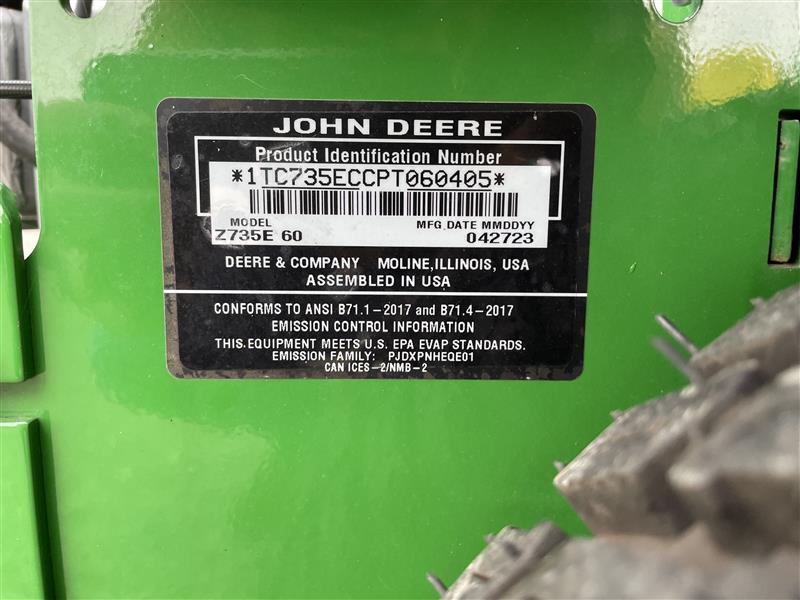 JOHN DEERE
Product Identification Number
*1TC735ECCPT060405*
MODEL MFG DATE MMDDYY
Z735E 60 042723
DEERE & COMPANY MOLINE, ILLINOIS, USA
ASSEMBLED IN USA
CONFORMS TO ANSI B71.1-2017 and B71.4-2017
EMISSION CONTROL INFORMATION
THIS EQUIPMENT MEETS U.S. EPA EVAP STANDARDS.
EMISSION FAMILY: PJDXPNHEQE01
CAN ICES-2/NMB-2